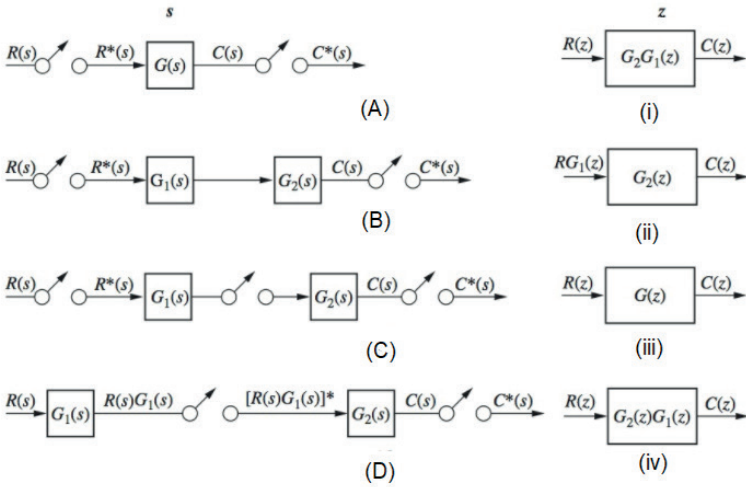 s z
R(s) R*(s) G(s) C(s) C*(s) R(z) G₂G₁(z) C(z)
(A) (i)
R(s) R*(s) G₁(s) G₂(s) C(s) C*(s) RG₁(z) G₂(z) C(z)
(B) (ii)
R(s) R*(s) G₁(s) G₂(s) C(s) C*(s) R(z) G(z) C(z)
(C) (iii)
R(s) G₁(s) R(s)G₁(s) [R(s)G₁(s)]* G₂(s) C(s) C*(s) R(z) G₂(z)G₁(z) C(z)
(D) (iv)